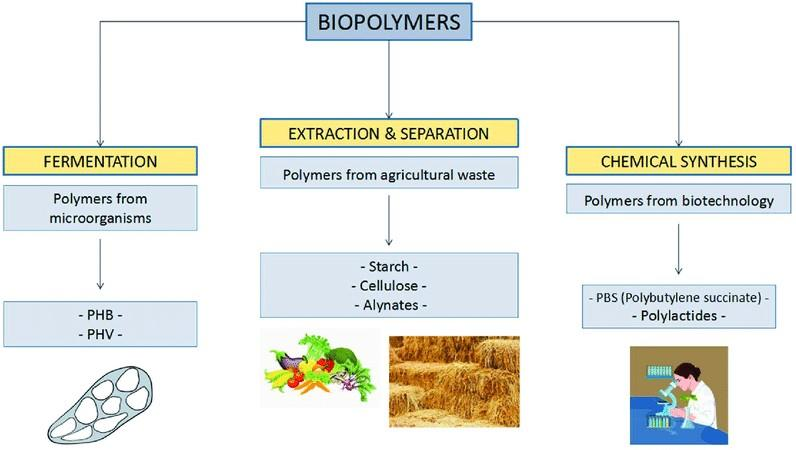 BIOPOLYMERS
FERMENTATION
Polymers from
microorganisms
- PHB -
- PHV -
EXTRACTION & SEPARATION
Polymers from agricultural waste
- Starch -
- Cellulose -
- Alynates -
CHEMICAL SYNTHESIS
Polymers from biotechnology
- PBS (Polybutylene succinate) -
- Polylactides -